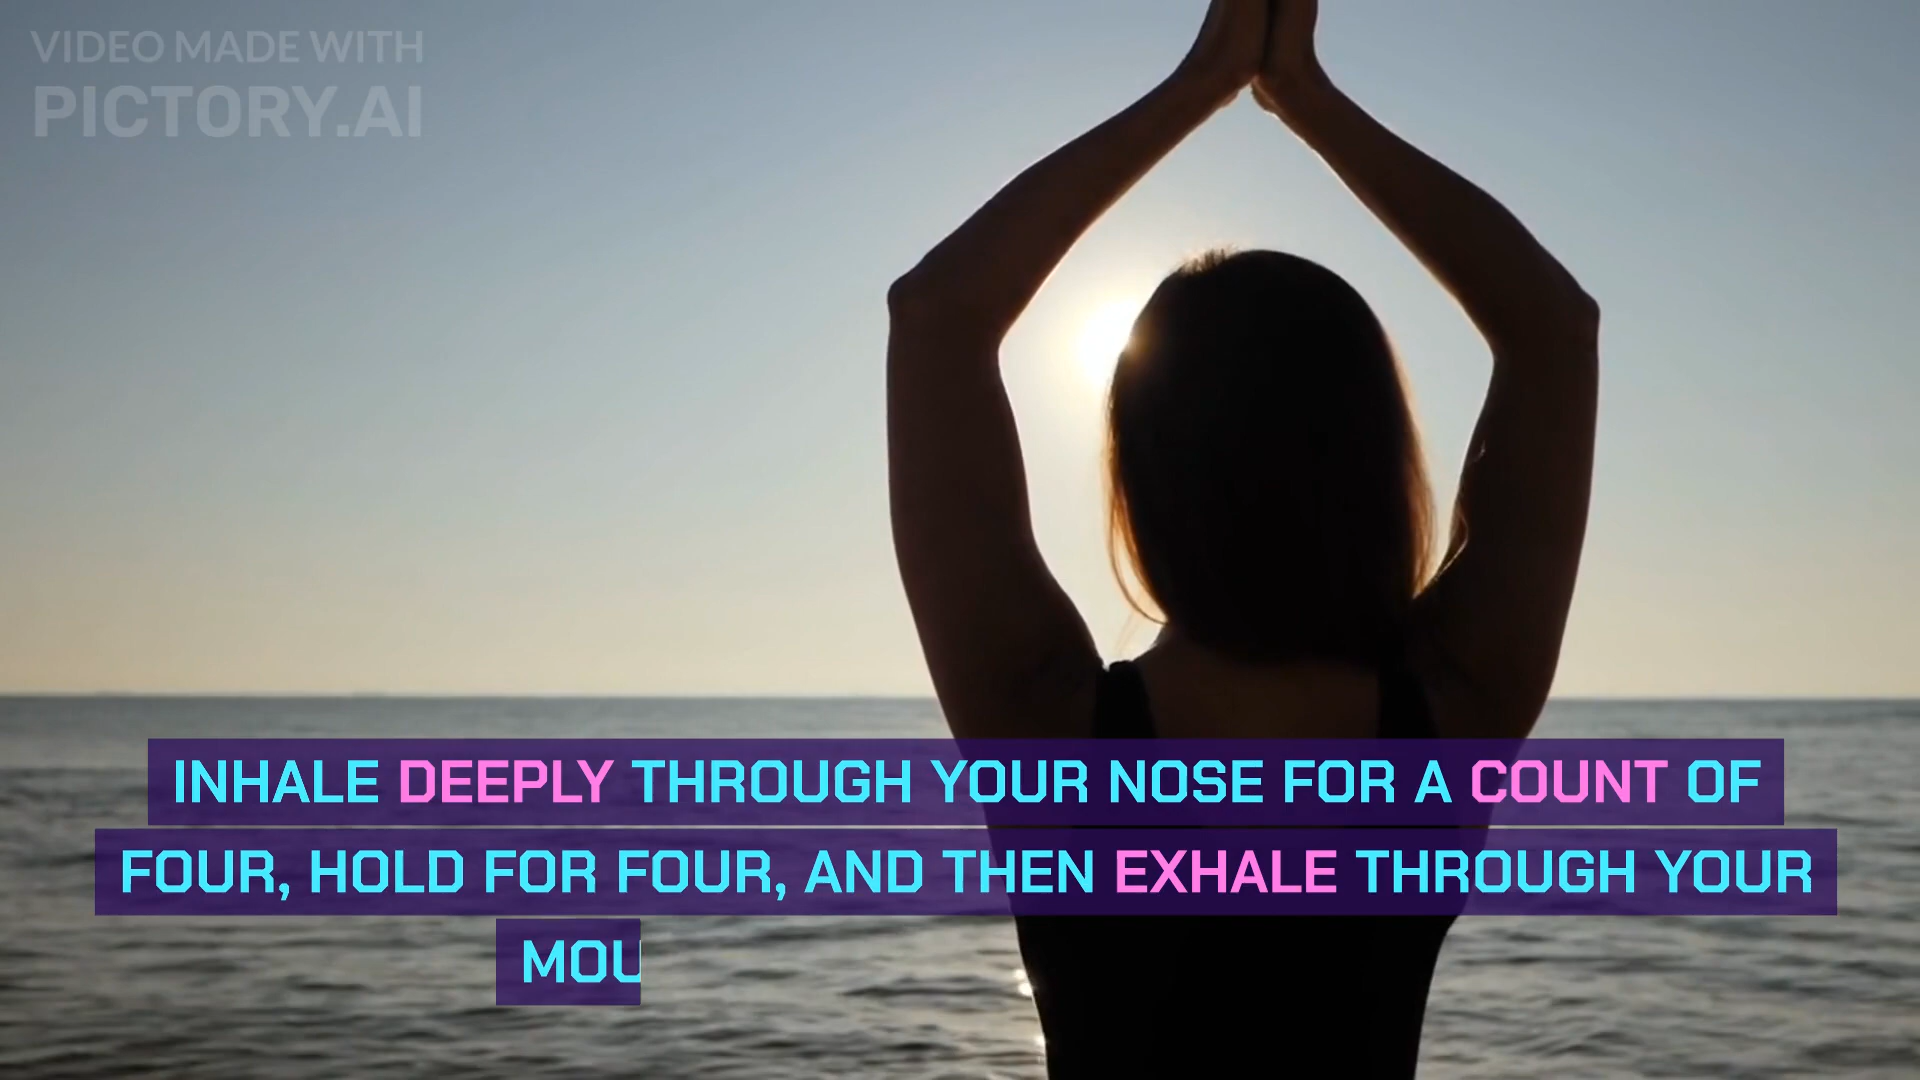 VIDEO MADE WITH
PICTORY.AI
INHALE DEEPLY THROUGH YOUR NOSE FOR A COUNT OF
FOUR, HOLD FOR FOUR, AND THEN EXHALE THROUGH YOUR
MOU